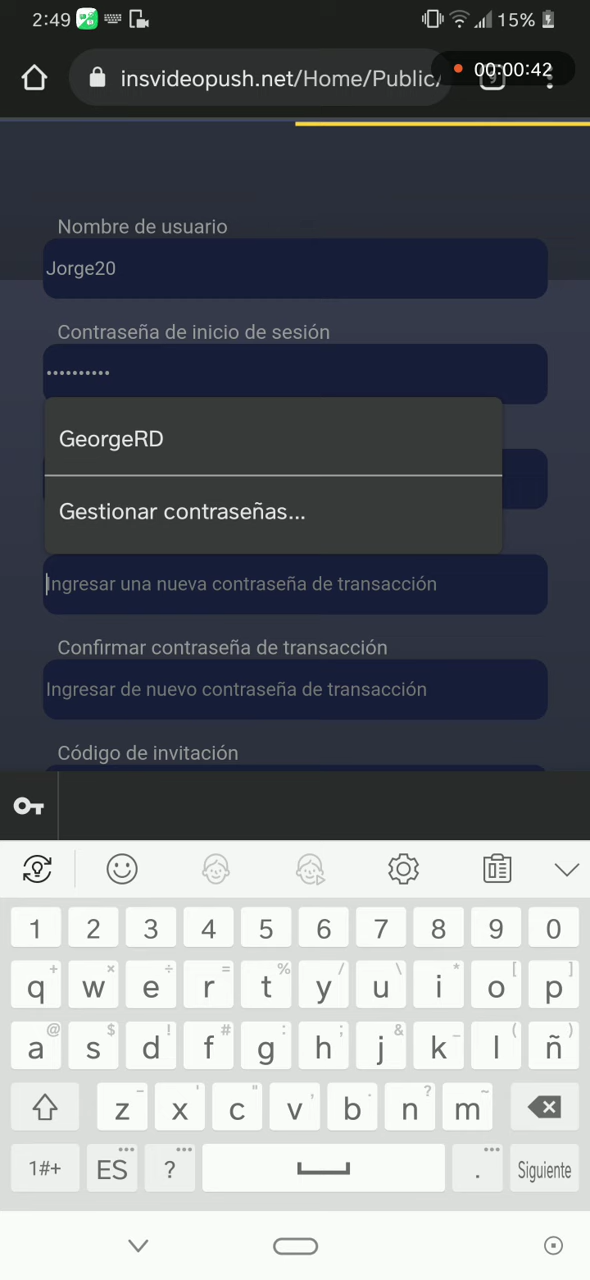 2:49 15%
insvideopush.net/Home/Public/
00:00:42
Nombre de usuario
Jorge20
Contraseña de inicio de sesión
••••••••••
GeorgeRD
Gestionar contraseñas...
Ingresar una nueva contraseña de transacción
Confirmar contraseña de transacción
Ingresar de nuevo contraseña de transacción
Código de invitación
1 2 3 4 5 6 7 8 9 0
+ × ÷ = % / \ * [ ]
q w e r t y u i o p
@ $ ! # : ; & _ ( )
a s d f g h j k l ñ
- ' " , . ? ~
z x c v b n m
1#+ ES ? . Siguiente